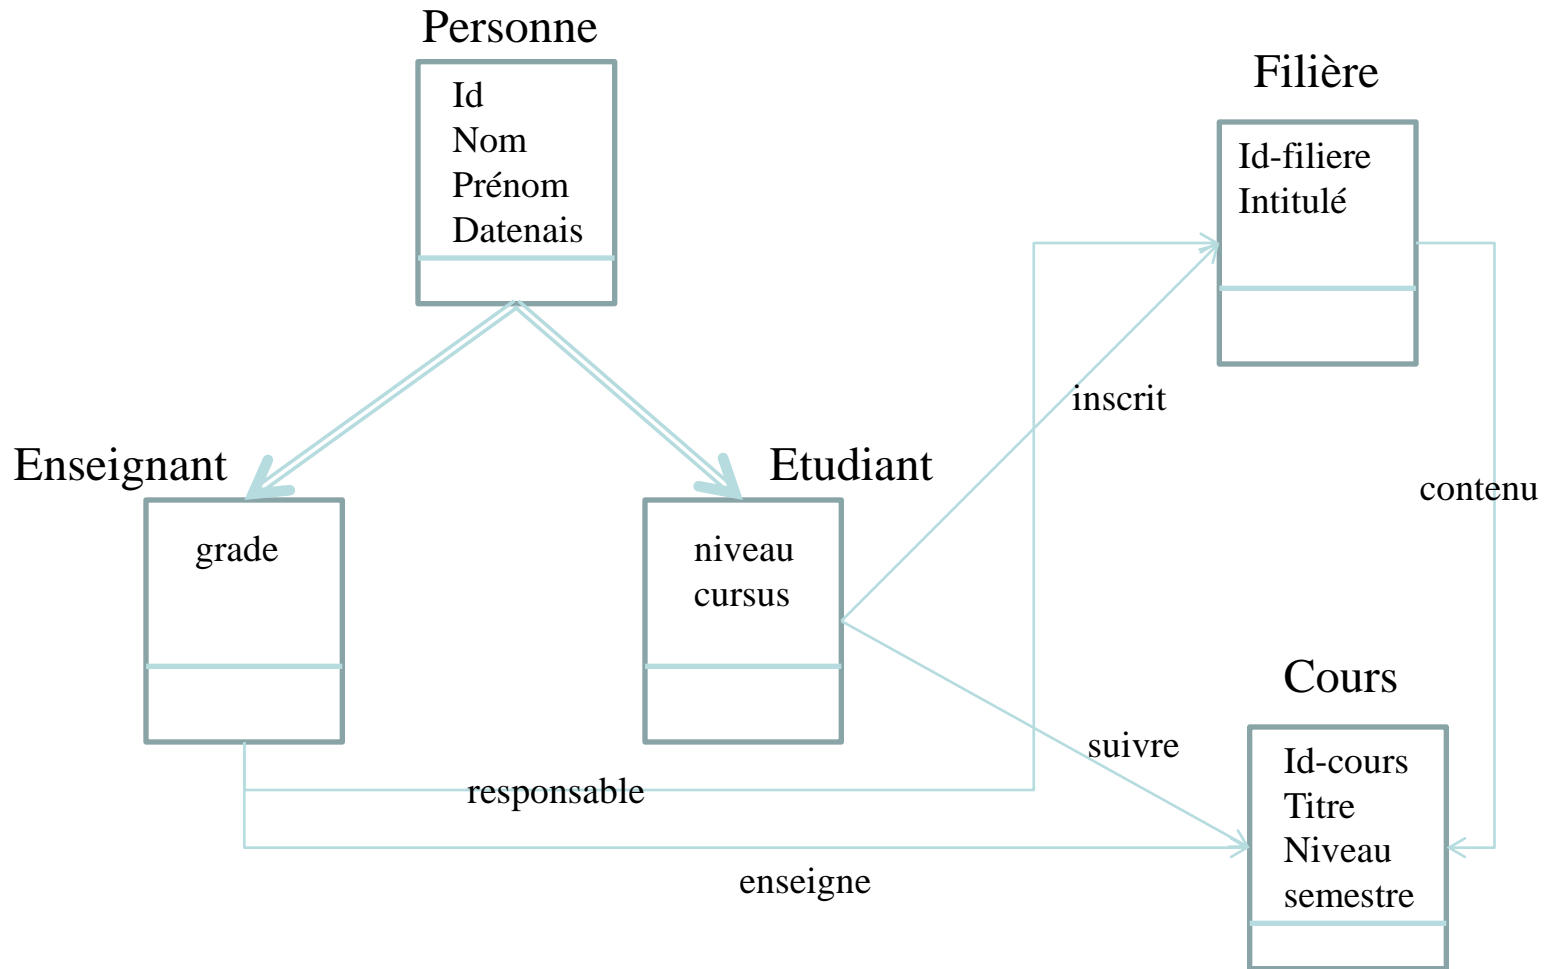 Personne
Id
Nom
Prénom
Datenais
Filière
Id-filiere
Intitulé
inscrit
Enseignant
grade
Etudiant
niveau
cursus
contenu
Cours
Id-cours
Titre
Niveau
semestre
suivre
responsable
enseigne